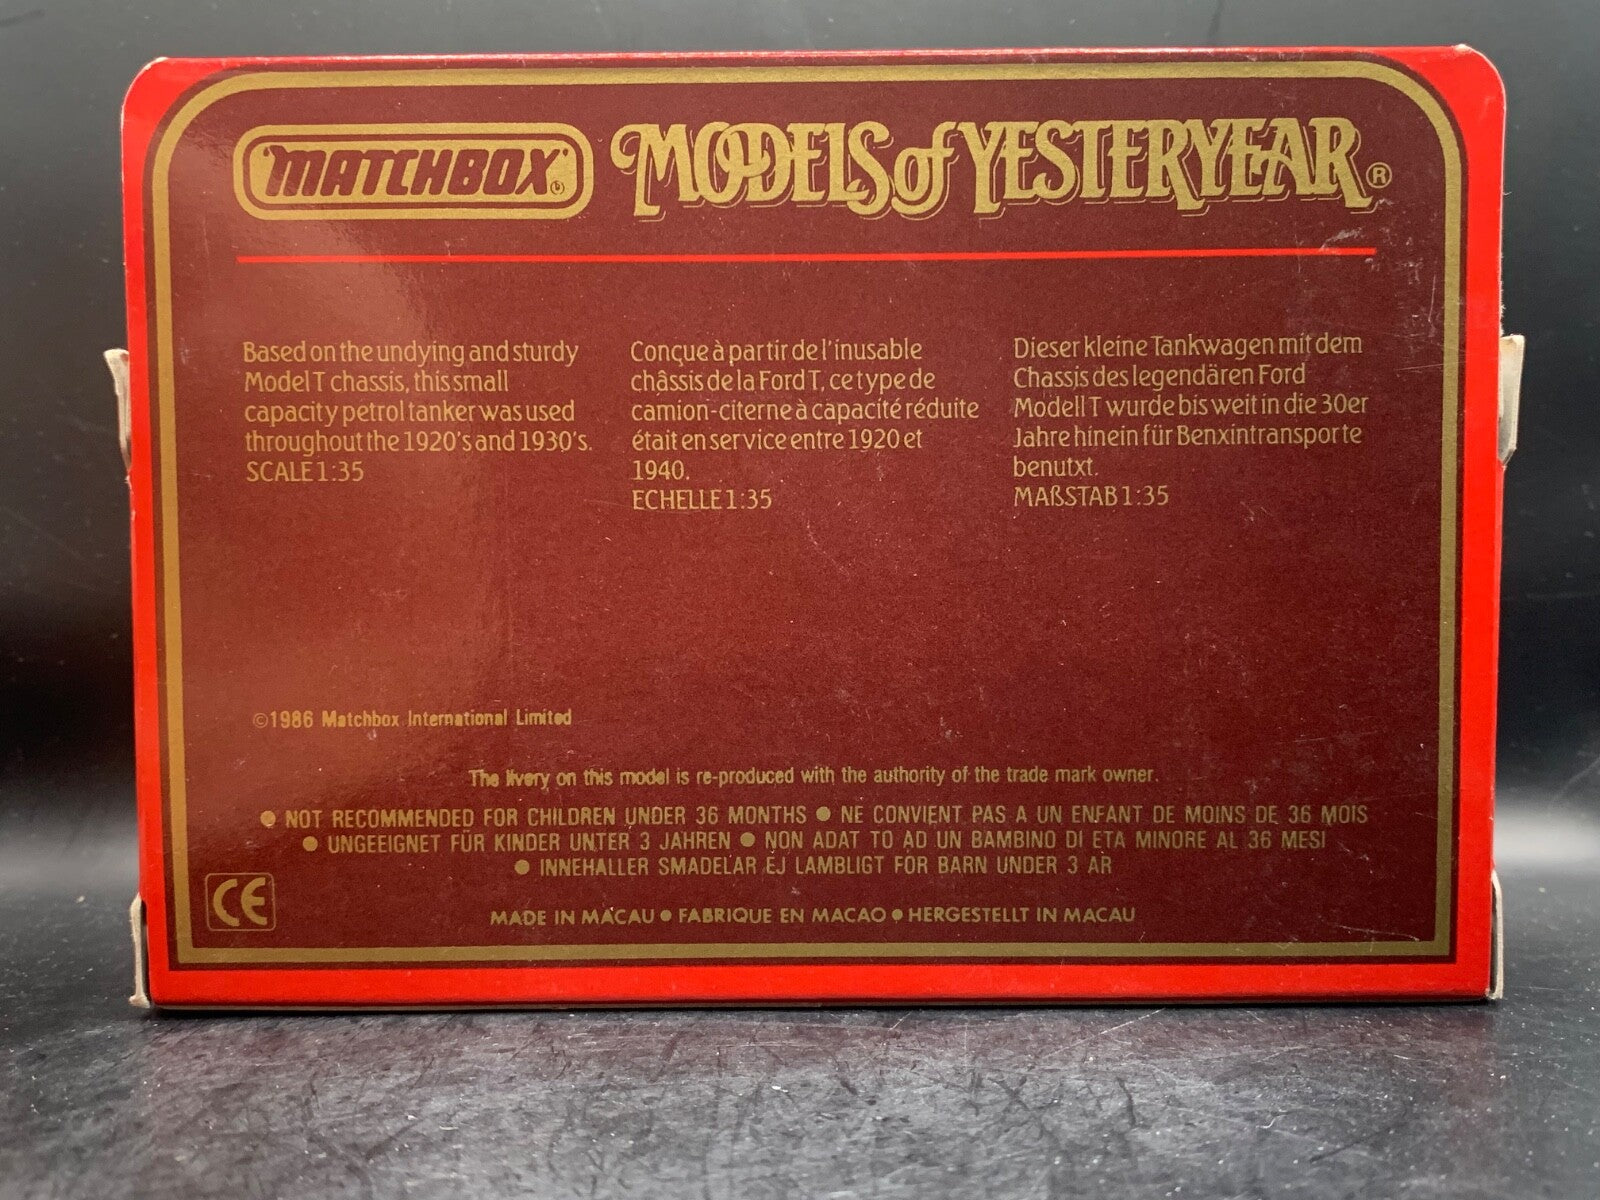 MATCHBOX
MODELS of YESTERYEAR®
Based on the undying and sturdy
Model T chassis, this small
capacity petrol tanker was used
throughout the 1920's and 1930's.
SCALE 1:35
Conçue à partir de l'inusable
châssis de la Ford T, ce type de
camion-citerne à capacité réduite
était en service entre 1920 et
1940.
ECHELLE 1:35
Dieser kleine Tankwagen mit dem
Chassis des legendären Ford
Modell T wurde bis weit in die 30er
Jahre hinein für Benxintransporte
benutxt.
MAßSTAB 1:35
©1986 Matchbox International Limited
The livery on this model is re-produced with the authority of the trade mark owner.
● NOT RECOMMENDED FOR CHILDREN UNDER 36 MONTHS ● NE CONVIENT PAS A UN ENFANT DE MOINS DE 36 MOIS
● UNGEEIGNET FÜR KINDER UNTER 3 JAHREN ● NON ADAT TO AD UN BAMBINO DI ETA MINORE AL 36 MESI
● INNEHALLER SMADELAR EJ LAMBLIGT FOR BARN UNDER 3 AR
CE
MADE IN MACAU ● FABRIQUE EN MACAO ● HERGESTELLT IN MACAU